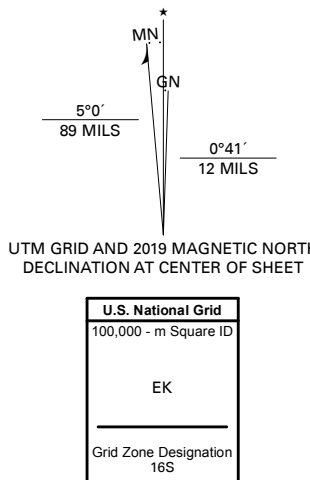 ★
MN
GN
5°0´
89 MILS
0°41´
12 MILS
UTM GRID AND 2019 MAGNETIC NORTH
DECLINATION AT CENTER OF SHEET
U.S. National Grid
100,000 - m Square ID
EK
Grid Zone Designation
16S